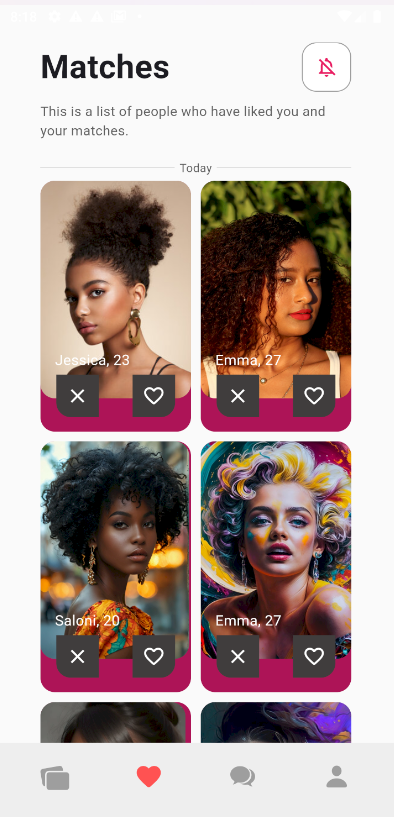 Matches
This is a list of people who have liked you and
your matches.
Today
Jessica, 23
Emma, 27
Saloni, 20
Emma, 27